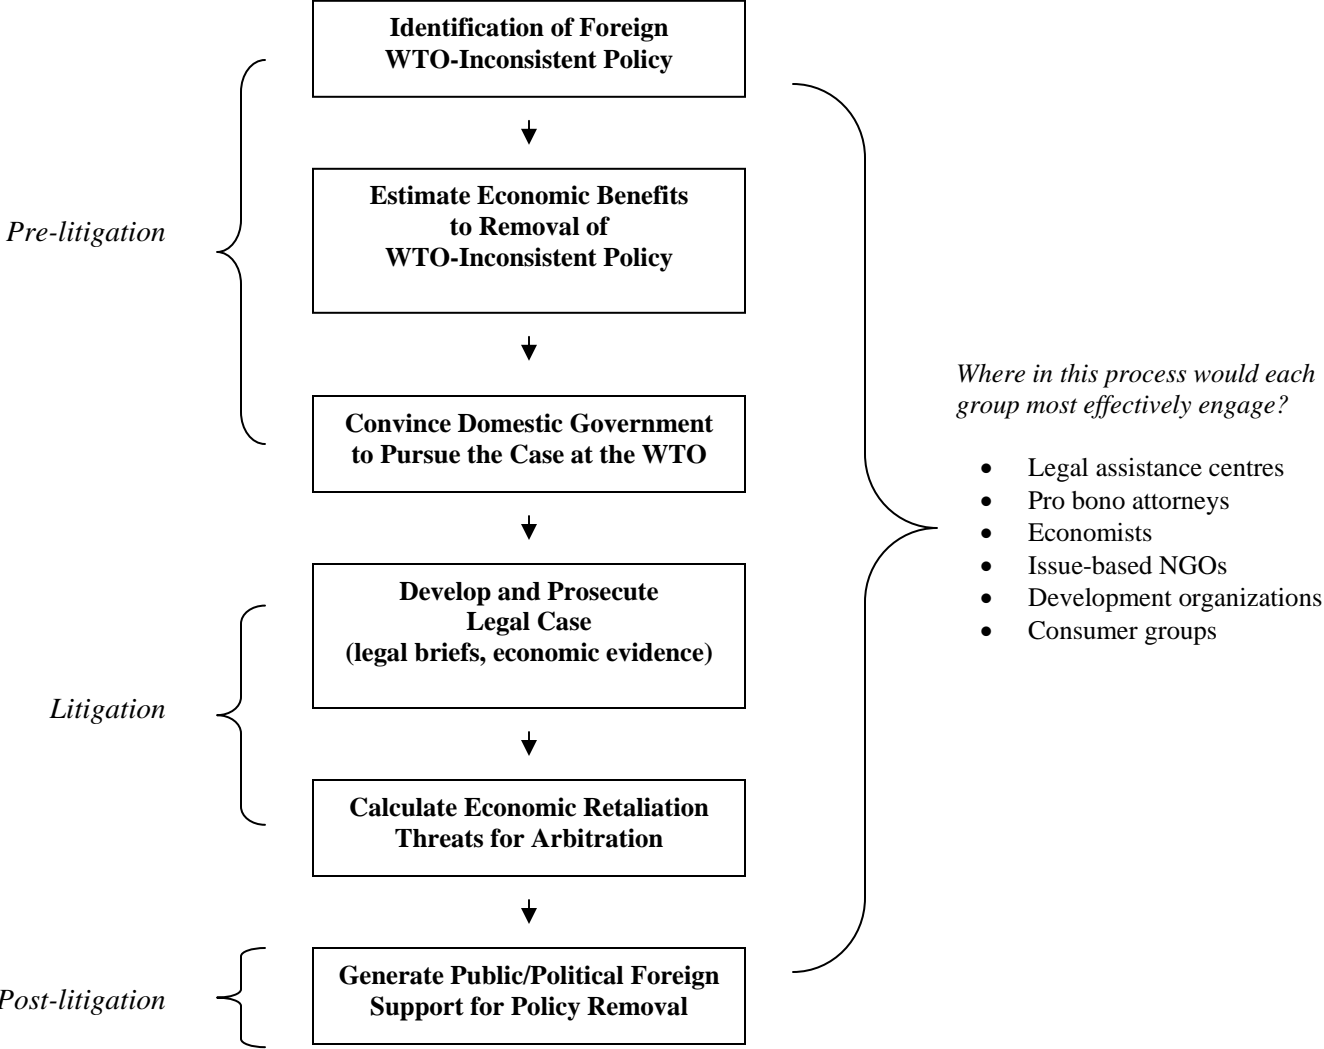 Identification of Foreign
WTO-Inconsistent Policy
Pre-litigation
Estimate Economic Benefits
to Removal of
WTO-Inconsistent Policy
Convince Domestic Government
to Pursue the Case at the WTO
Litigation
Develop and Prosecute
Legal Case
(legal briefs, economic evidence)
Calculate Economic Retaliation
Threats for Arbitration
Post-litigation
Generate Public/Political Foreign
Support for Policy Removal
Where in this process would each
group most effectively engage?
• Legal assistance centres
• Pro bono attorneys
• Economists
• Issue-based NGOs
• Development organizations
• Consumer groups